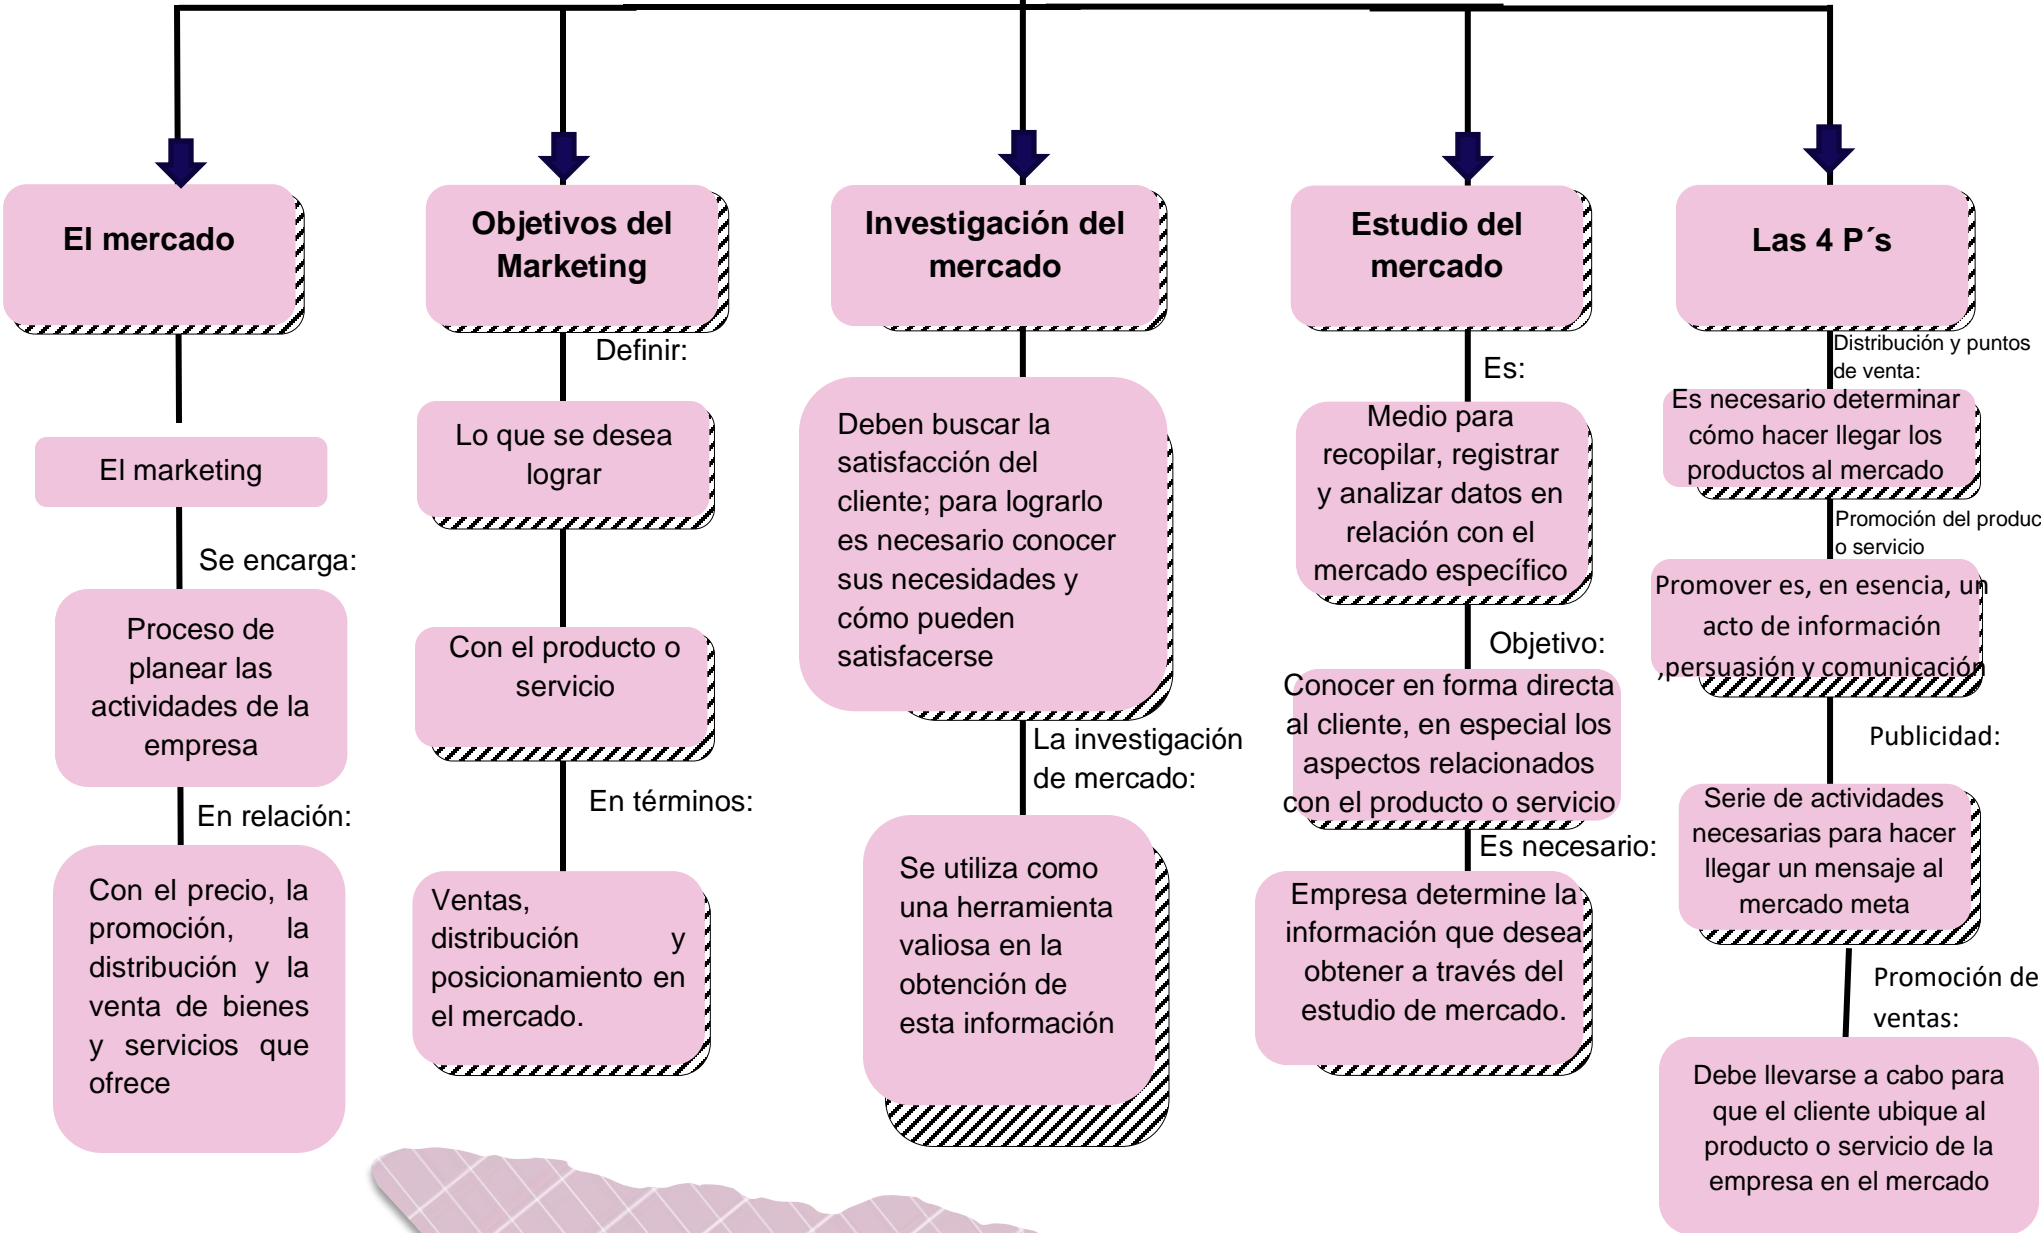 El mercado
El marketing
Se encarga:
Proceso de
planear las
actividades de la
empresa
En relación:
Con el precio, la
promoción, la
distribución y la
venta de bienes
y servicios que
ofrece
Objetivos del
Marketing
Definir:
Lo que se desea
lograr
Con el producto o
servicio
En términos:
Ventas,
distribución y
posicionamiento en
el mercado.
Investigación del
mercado
Deben buscar la
satisfacción del
cliente; para lograrlo
es necesario conocer
sus necesidades y
cómo pueden
satisfacerse
La investigación
de mercado:
Se utiliza como
una herramienta
valiosa en la
obtención de
esta información
Estudio del
mercado
Es:
Medio para
recopilar, registrar
y analizar datos en
relación con el
mercado específico
Objetivo:
Conocer en forma directa
al cliente, en especial los
aspectos relacionados
con el producto o servicio
Es necesario:
Empresa determine la
información que desea
obtener a través del
estudio de mercado.
Las 4 P´s
Distribución y puntos
de venta:
Es necesario determinar
cómo hacer llegar los
productos al mercado
Promoción del produc
o servicio
Promover es, en esencia, un
acto de información
,persuasión y comunicación
Publicidad:
Serie de actividades
necesarias para hacer
llegar un mensaje al
mercado meta
Promoción de
ventas:
Debe llevarse a cabo para
que el cliente ubique al
producto o servicio de la
empresa en el mercado